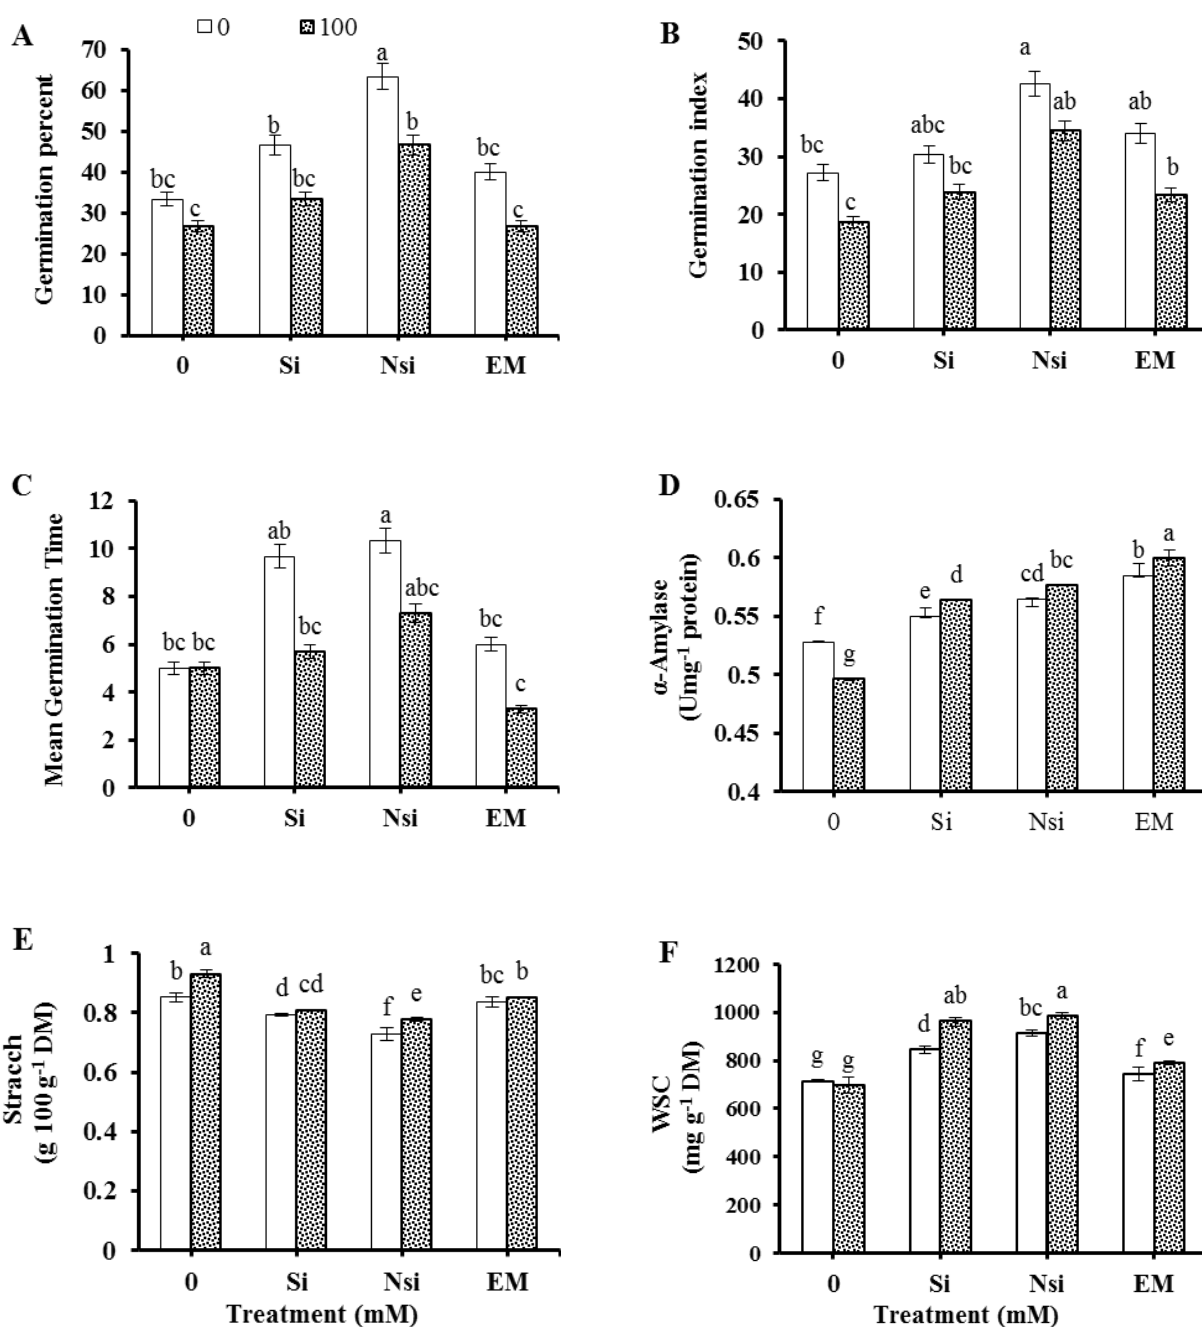 A
0 100
Germination percent
70
60
50
40
30
20
10
0
bc c b bc a b bc c
0 Si Nsi EM
B
Germination index
50
40
30
20
10
0
bc c abc bc a ab ab b
0 Si Nsi EM
C
Mean Germination Time
12
10
8
6
4
2
0
bc bc ab bc a abc bc c
0 Si Nsi EM
D
α-Amylase
(Umg-1 protein)
0.65
0.6
0.55
0.5
0.45
0.4
f g e d cd bc b a
0 Si Nsi EM
E
Stracch
(g 100 g-1 DM)
1
0.8
0.6
0.4
0.2
0
b a d cd f e bc b
0 Si Nsi EM
Treatment (mM)
F
WSC
(mg g-1 DM)
1200
1000
800
600
400
200
0
g g d ab bc a f e
0 Si Nsi EM
Treatment (mM)